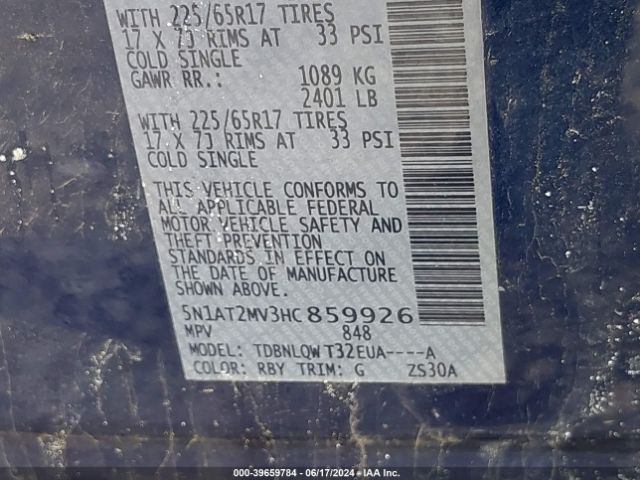 WITH 225/65R17 TIRES
17 X 7J RIMS AT 33 PSI
COLD SINGLE
GAWR RR.: 1089 KG
2401 LB
WITH 225/65R17 TIRES
17 X 7J RIMS AT 33 PSI
COLD SINGLE
THIS VEHICLE CONFORMS TO
ALL APPLICABLE FEDERAL
MOTOR VEHICLE SAFETY AND
THEFT PREVENTION
STANDARDS IN EFFECT ON
THE DATE OF MANUFACTURE
5N1AT2MV3HC859926
MPV 848
MODEL: TDBNLQWT32EUA----A
COLOR: RBY TRIM: G ZS30A
000-39659784 - 06/17/2024 - IAA Inc.